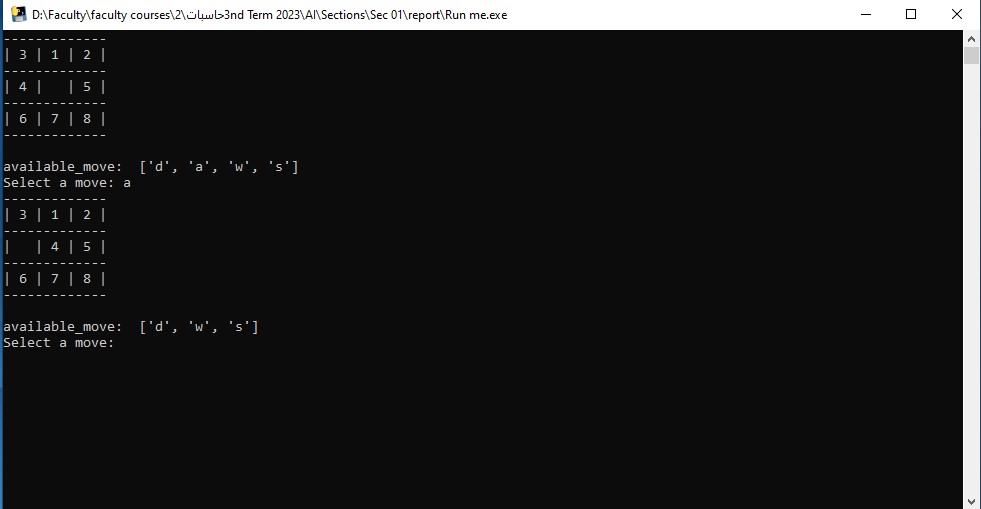 D:\Faculty\faculty courses\2\حاسبات3nd Term 2023\AI\Sections\Sec 01\report\Run me.exe
-------------
| 3 | 1 | 2 |
-------------
| 4 |   | 5 |
-------------
| 6 | 7 | 8 |
-------------
available_move:  ['d', 'a', 'w', 's']
Select a move: a
-------------
| 3 | 1 | 2 |
-------------
|   | 4 | 5 |
-------------
| 6 | 7 | 8 |
-------------
available_move:  ['d', 'w', 's']
Select a move: